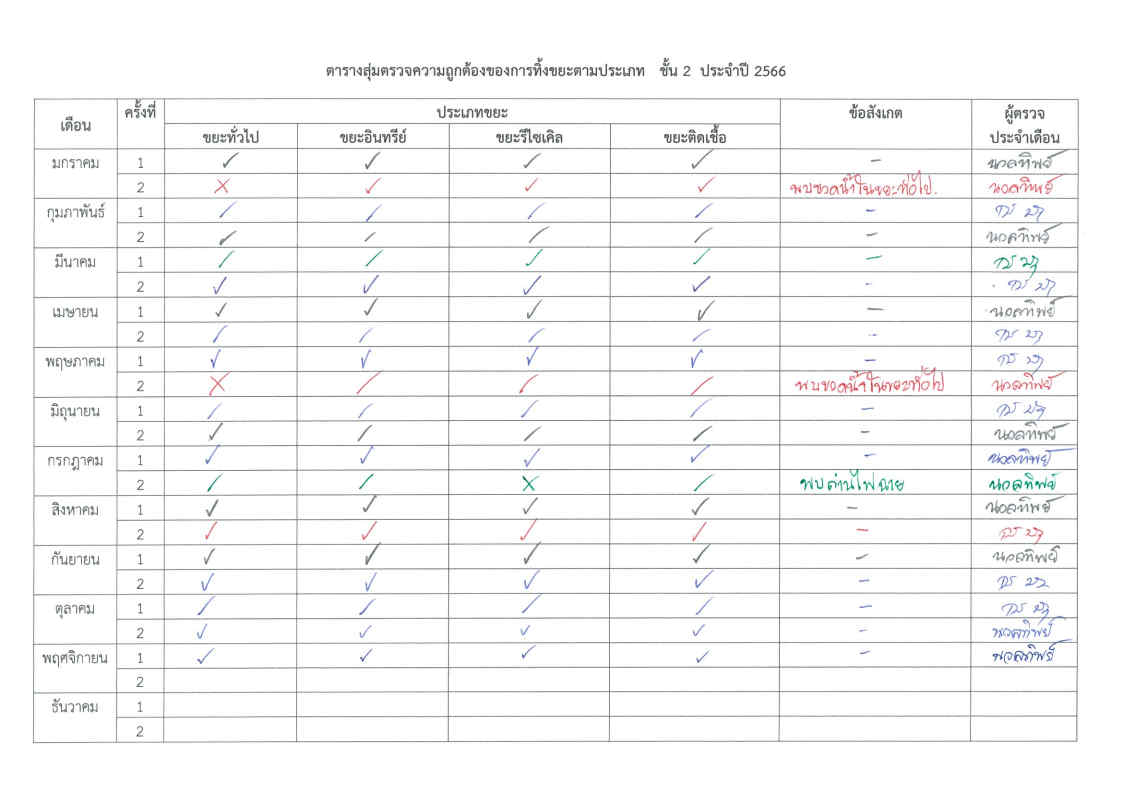 ตารางสุ่มตรวจความถูกต้องของการทิ้งขยะตามประเภท ชั้น 2 ประจำปี 2566
เดือน ครั้งที่ ประเภทขยะ ข้อสังเกต ผู้ตรวจประจำเดือน
ขยะทั่วไป ขยะอินทรีย์ ขยะรีไซเคิล ขยะติดเชื้อ
มกราคม 1 ✓ ✓ ✓ ✓ - นวลทิพย์
2 ✗ ✓ ✓ ✓ พบขวดน้ำในขยะทั่วไป. นวลทิพย์
กุมภาพันธ์ 1 ✓ ✓ ✓ ✓ -
2 ✓ ✓ ✓ ✓ - นวลทิพย์
มีนาคม 1 ✓ ✓ ✓ ✓ -
2 ✓ ✓ ✓ ✓ -
เมษายน 1 ✓ ✓ ✓ ✓ - นวลทิพย์
2 ✓ ✓ ✓ ✓ -
พฤษภาคม 1 ✓ ✓ ✓ ✓ -
2 ✗ ✓ ✓ ✓ พบขวดน้ำในขยะทั่วไป นวลทิพย์
มิถุนายน 1 ✓ ✓ ✓ ✓ -
2 ✓ ✓ ✓ ✓ - นวลทิพย์
กรกฎาคม 1 ✓ ✓ ✓ ✓ - นวลทิพย์
2 ✓ ✓ ✗ ✓ พบถ่านไฟฉาย นวลทิพย์
สิงหาคม 1 ✓ ✓ ✓ ✓ - นวลทิพย์
2 ✓ ✓ ✓ ✓ -
กันยายน 1 ✓ ✓ ✓ ✓ - นวลทิพย์
2 ✓ ✓ ✓ ✓ -
ตุลาคม 1 ✓ ✓ ✓ ✓ -
2 ✓ ✓ ✓ ✓ - นวลทิพย์
พฤศจิกายน 1 ✓ ✓ ✓ ✓ - นวลทิพย์
2
ธันวาคม 1
2